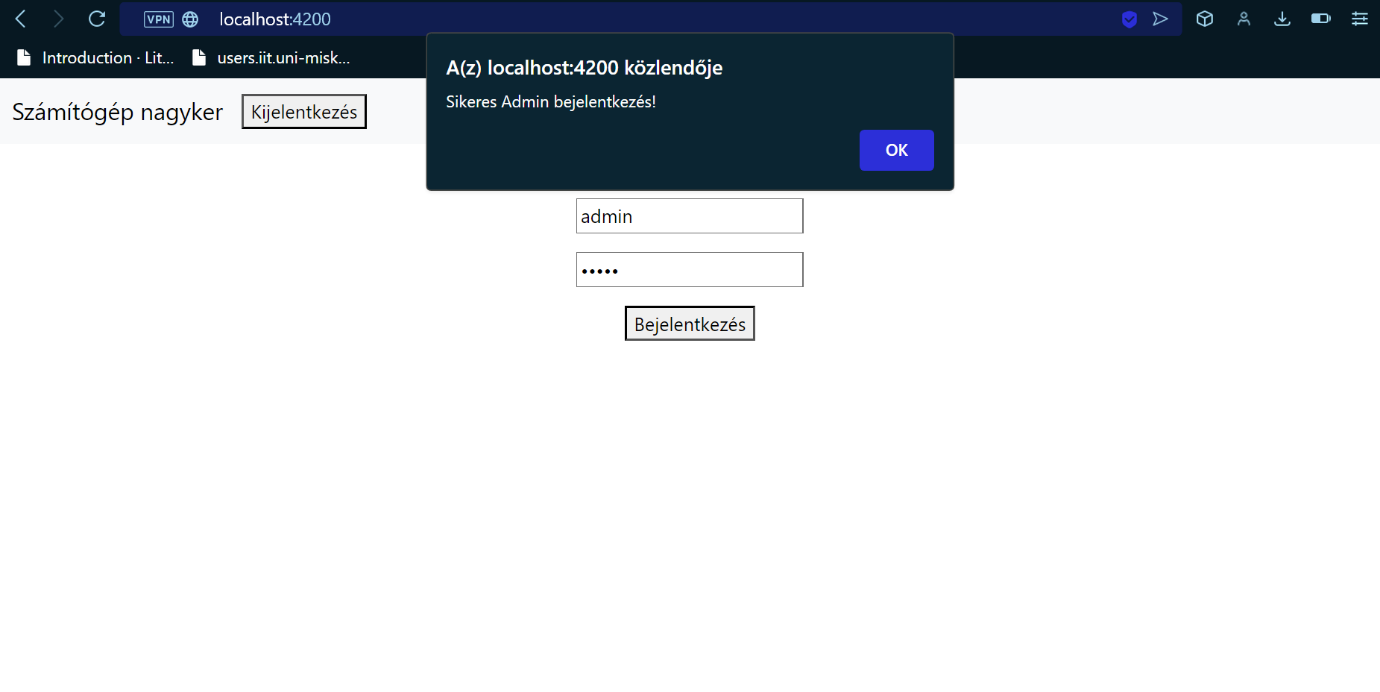 VPN localhost:4200
Introduction · Lit... users.iit.uni-misk...
A(z) localhost:4200 közlendője
Sikeres Admin bejelentkezés!
OK
Számítógép nagyker Kijelentkezés
admin
•••••
Bejelentkezés